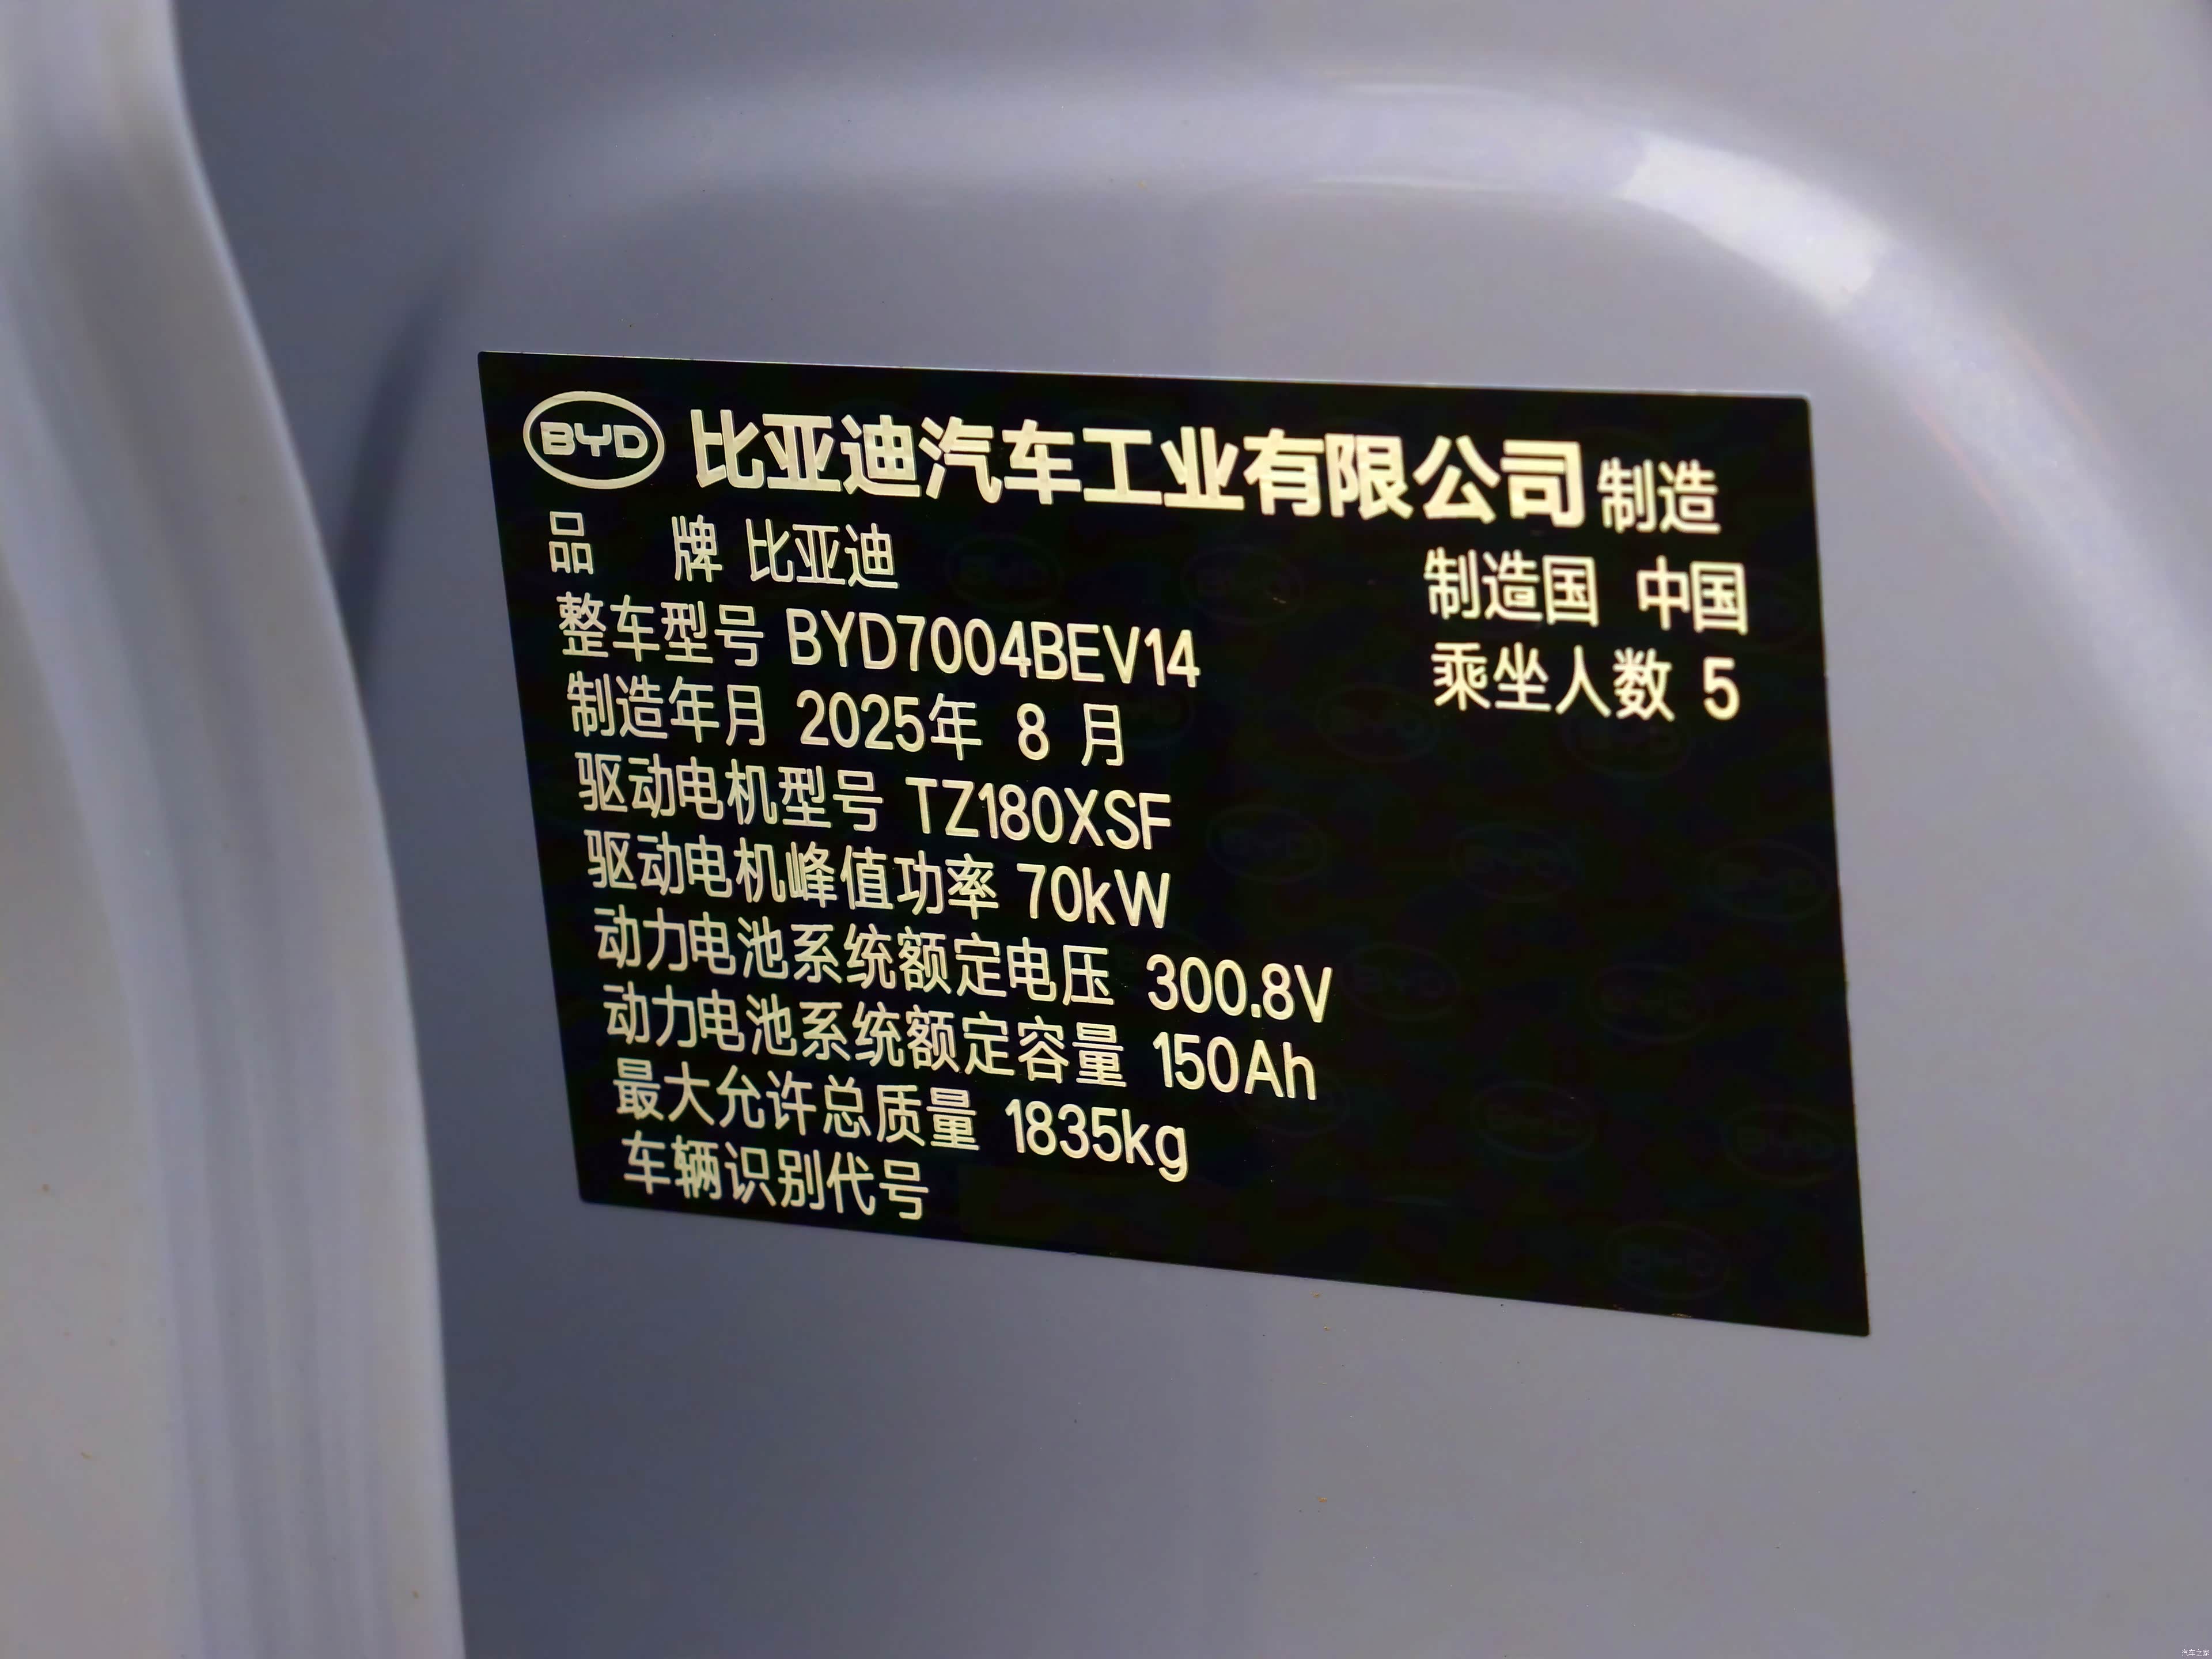 BYD 比亚迪汽车工业有限公司 制造
品 牌 比亚迪
制造国 中国
整车型号 BYD7004BEV14
乘坐人数 5
制造年月 2025年 8 月
驱动电机型号 TZ180XSF
驱动电机峰值功率 70kW
动力电池系统额定电压 300.8V
动力电池系统额定容量 150Ah
最大允许总质量 1835kg
车辆识别代号
汽车之家